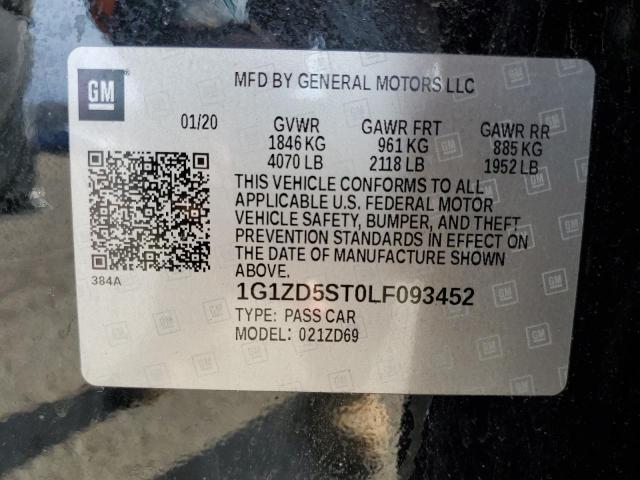 GM
MFD BY GENERAL MOTORS LLC
01/20 GVWR GAWR FRT GAWR RR
1846 KG 961 KG 885 KG
4070 LB 2118 LB 1952 LB
THIS VEHICLE CONFORMS TO ALL
APPLICABLE U.S. FEDERAL MOTOR
VEHICLE SAFETY, BUMPER, AND THEFT
PREVENTION STANDARDS IN EFFECT ON
THE DATE OF MANUFACTURE SHOWN
ABOVE.
384A
1G1ZD5ST0LF093452
TYPE: PASS CAR
MODEL: 021ZD69